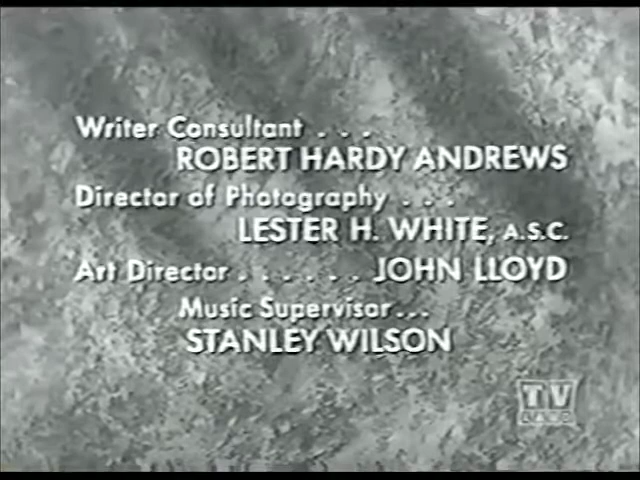 Writer Consultant . . .
ROBERT HARDY ANDREWS
Director of Photography . . .
LESTER H. WHITE, A.S.C.
Art Director . . . . . . JOHN LLOYD
Music Supervisor...
STANLEY WILSON
TV
LAND